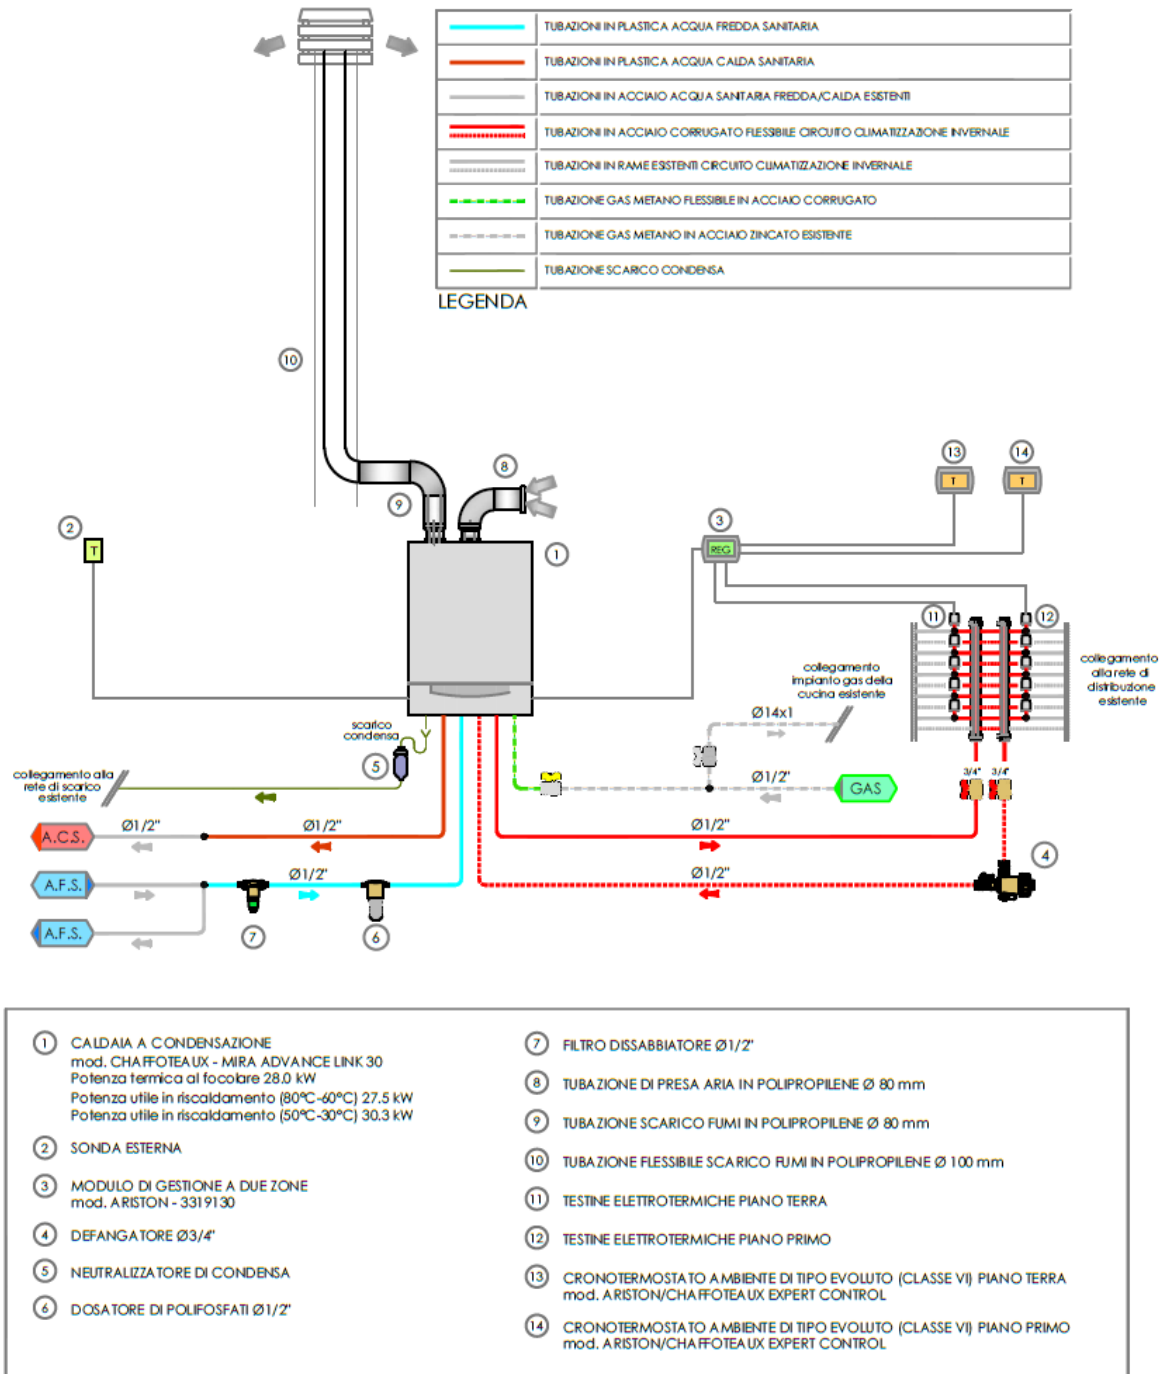 TUBAZIONI IN PLASTICA ACQUA FREDDA SANITARIA
TUBAZIONI IN PLASTICA ACQUA CALDA SANITARIA
TUBAZIONI IN ACCIAIO ACQUA SANITARIA FREDDA/CALDA ESISTENTI
TUBAZIONI IN ACCIAIO CORRUGATO FLESSIBILE CIRCUITO CLIMATIZZAZIONE INVERNALE
TUBAZIONI IN RAME ESISTENTI CIRCUITO CLIMATIZZAZIONE INVERNALE
TUBAZIONE GAS METANO FLESSIBILE IN ACCIAIO CORRUGATO
TUBAZIONE GAS METANO IN ACCIAIO ZINCATO ESISTENTE
TUBAZIONE SCARICO CONDENSA
LEGENDA
10
13
14
8
9
T
T
2
3
1
T
REG
11
12
collegamento
impianto gas della
cucina esistente
collegamento
alla rete di
distribuzione
esistente
Ø14x1
scarico
condensa
5
collegamento alla
rete di scarico
esistente
Ø1/2"
GAS
3/4"
3/4"
A.C.S.
Ø1/2"
Ø1/2"
Ø1/2"
4
A.F.S.
Ø1/2"
Ø1/2"
A.F.S.
7
6
1 CALDAIA A CONDENSAZIONE
mod. CHAFFOTEAUX - MIRA ADVANCE LINK 30
Potenza termica al focolare 28.0 kW
Potenza utile in riscaldamento (80°C-60°C) 27.5 kW
Potenza utile in riscaldamento (50°C-30°C) 30.3 kW
2 SONDA ESTERNA
3 MODULO DI GESTIONE A DUE ZONE
mod. ARISTON - 3319130
4 DEFANGATORE Ø3/4"
5 NEUTRALIZZATORE DI CONDENSA
6 DOSATORE DI POLIFOSFATI Ø1/2"
7 FILTRO DISSABBIATORE Ø1/2"
8 TUBAZIONE DI PRESA ARIA IN POLIPROPILENE Ø 80 mm
9 TUBAZIONE SCARICO FUMI IN POLIPROPILENE Ø 80 mm
10 TUBAZIONE FLESSIBILE SCARICO FUMI IN POLIPROPILENE Ø 100 mm
11 TESTINE ELETTROTERMICHE PIANO TERRA
12 TESTINE ELETTROTERMICHE PIANO PRIMO
13 CRONOTERMOSTATO AMBIENTE DI TIPO EVOLUTO (CLASSE VI) PIANO TERRA
mod. ARISTON/CHAFFOTEAUX EXPERT CONTROL
14 CRONOTERMOSTATO AMBIENTE DI TIPO EVOLUTO (CLASSE VI) PIANO PRIMO
mod. ARISTON/CHAFFOTEAUX EXPERT CONTROL